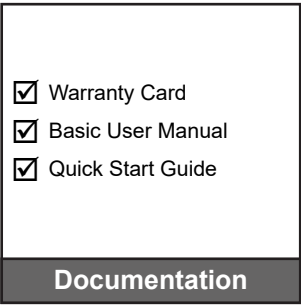 Warranty Card
Basic User Manual
Quick Start Guide
Documentation